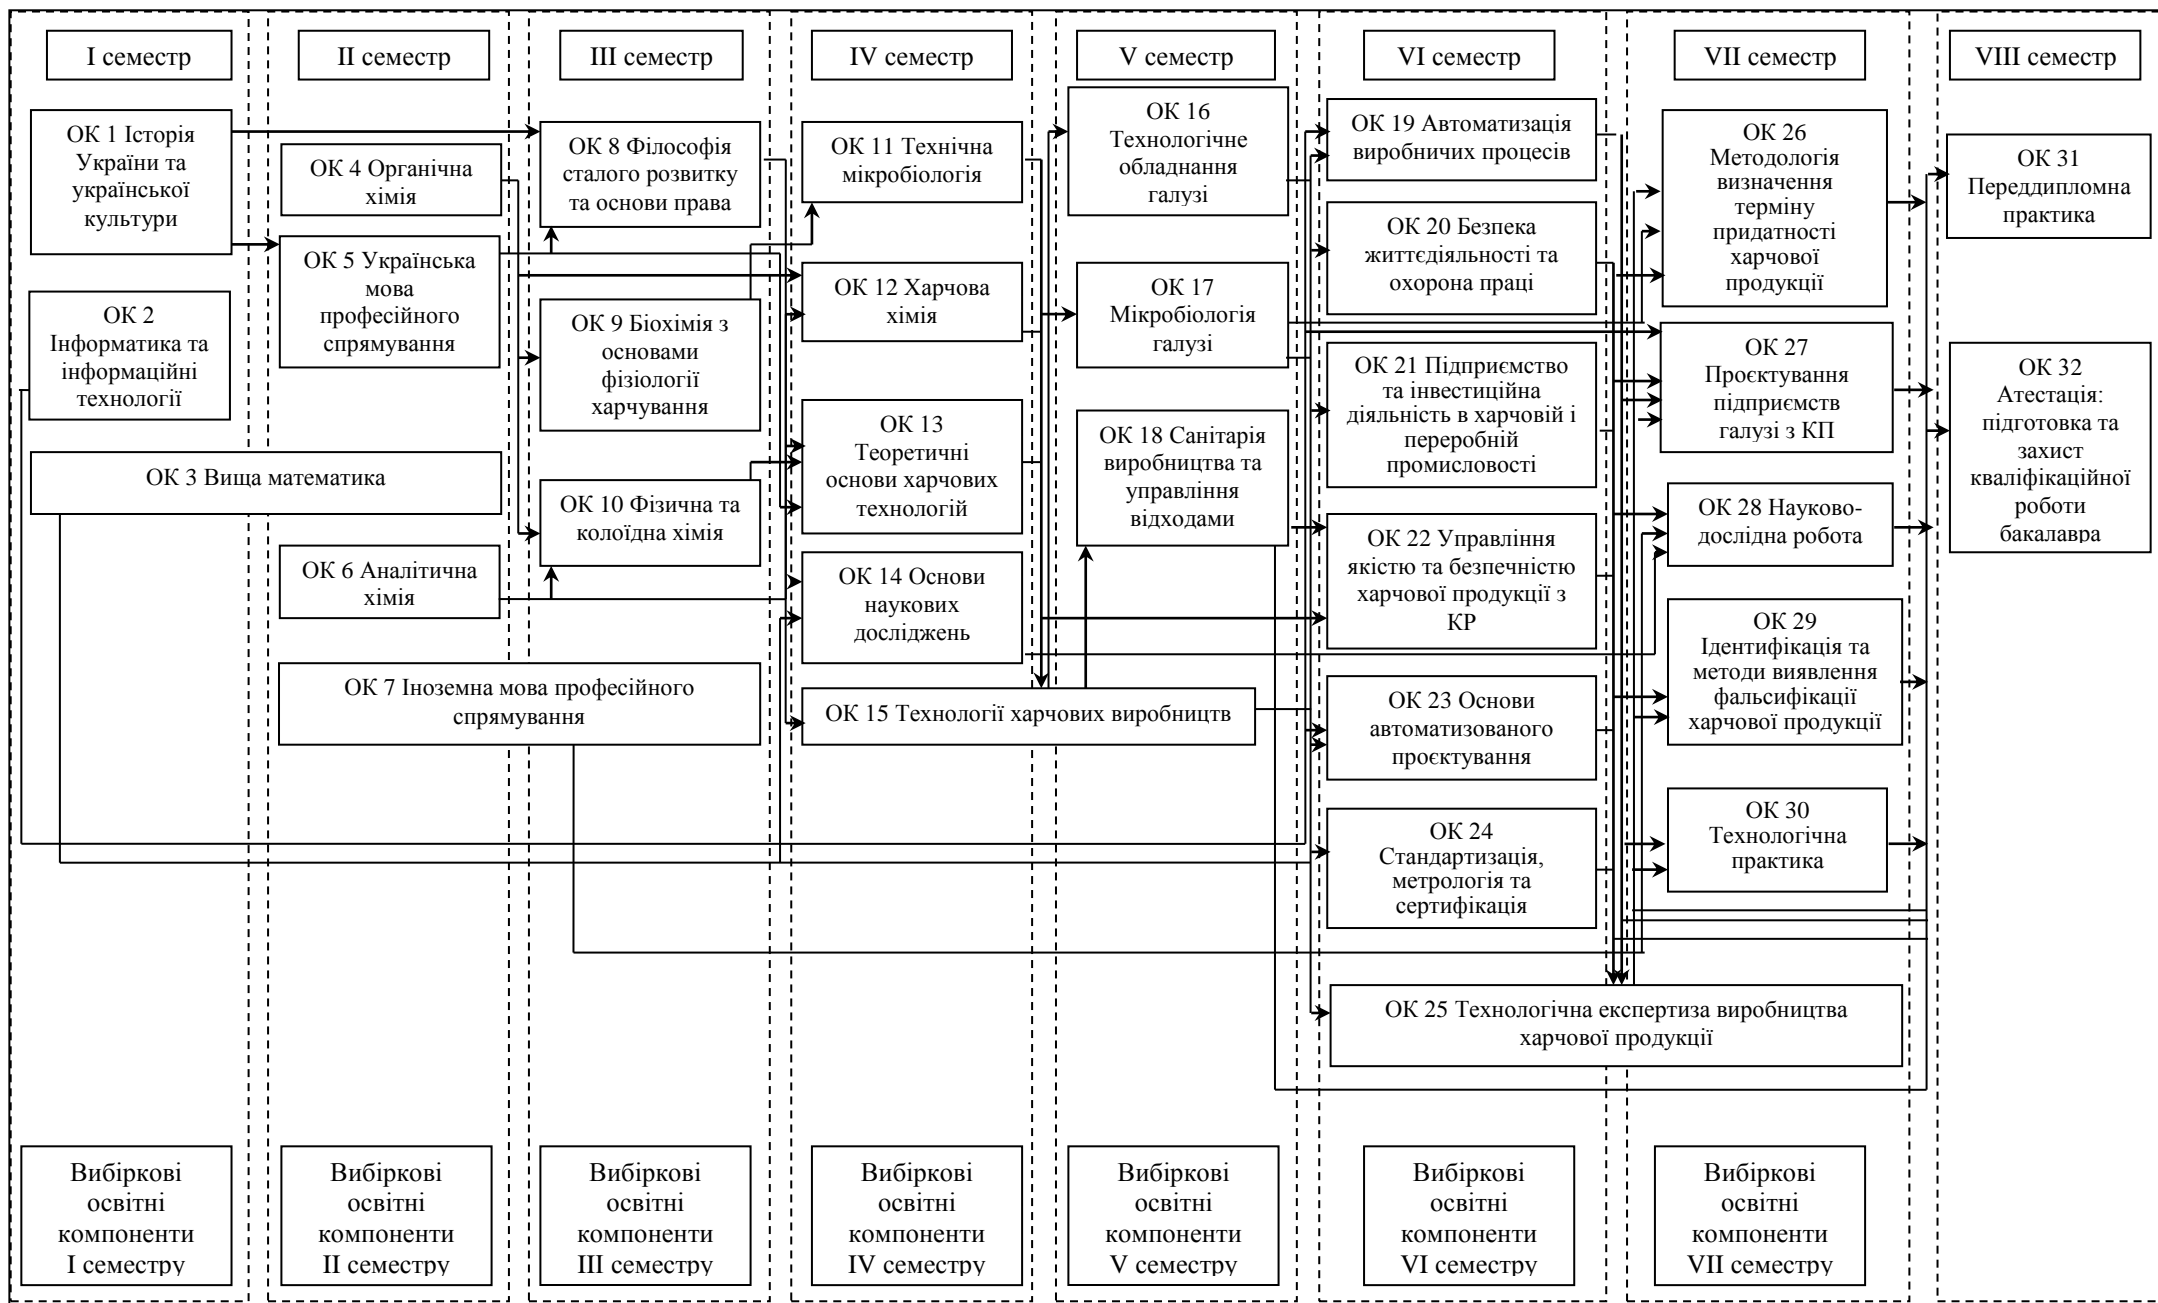 I семестр
II семестр
III семестр
IV семестр
V семестр
VI семестр
VII семестр
VIII семестр
ОК 1 Історія
України та
української
культури
ОК 2
Інформатика та
інформаційні
технології
ОК 3 Вища математика
ОК 4 Органічна
хімія
ОК 5 Українська
мова
професійного
спрямування
ОК 6 Аналітична
хімія
ОК 7 Іноземна мова професійного
спрямування
ОК 8 Філософія
сталого розвитку
та основи права
ОК 9 Біохімія з
основами
фізіології
харчування
ОК 10 Фізична та
колоїдна хімія
ОК 11 Технічна
мікробіологія
ОК 12 Харчова
хімія
ОК 13
Теоретичні
основи харчових
технологій
ОК 14 Основи
наукових
досліджень
ОК 15 Технології харчових виробництв
ОК 16
Технологічне
обладнання
галузі
ОК 17
Мікробіологія
галузі
ОК 18 Санітарія
виробництва та
управління
відходами
ОК 19 Автоматизація
виробничих процесів
ОК 20 Безпека
життєдіяльності та
охорона праці
ОК 21 Підприємство
та інвестиційна
діяльність в харчовій і
переробній
промисловості
ОК 22 Управління
якістю та безпечністю
харчової продукції з
КР
ОК 23 Основи
автоматизованого
проєктування
ОК 24
Стандартизація,
метрологія та
сертифікація
ОК 25 Технологічна експертиза виробництва
харчової продукції
ОК 26
Методологія
визначення
терміну
придатності
харчової
продукції
ОК 27
Проєктування
підприємств
галузі з КП
ОК 28 Науково-
дослідна робота
ОК 29
Ідентифікація та
методи виявлення
фальсифікації
харчової продукції
ОК 30
Технологічна
практика
ОК 31
Переддипломна
практика
ОК 32
Атестація:
підготовка та
захист
кваліфікаційної
роботи
бакалавра
Вибіркові
освітні
компоненти
I семестру
Вибіркові
освітні
компоненти
II семестру
Вибіркові
освітні
компоненти
III семестру
Вибіркові
освітні
компоненти
IV семестру
Вибіркові
освітні
компоненти
V семестру
Вибіркові
освітні
компоненти
VI семестру
Вибіркові
освітні
компоненти
VII семестру